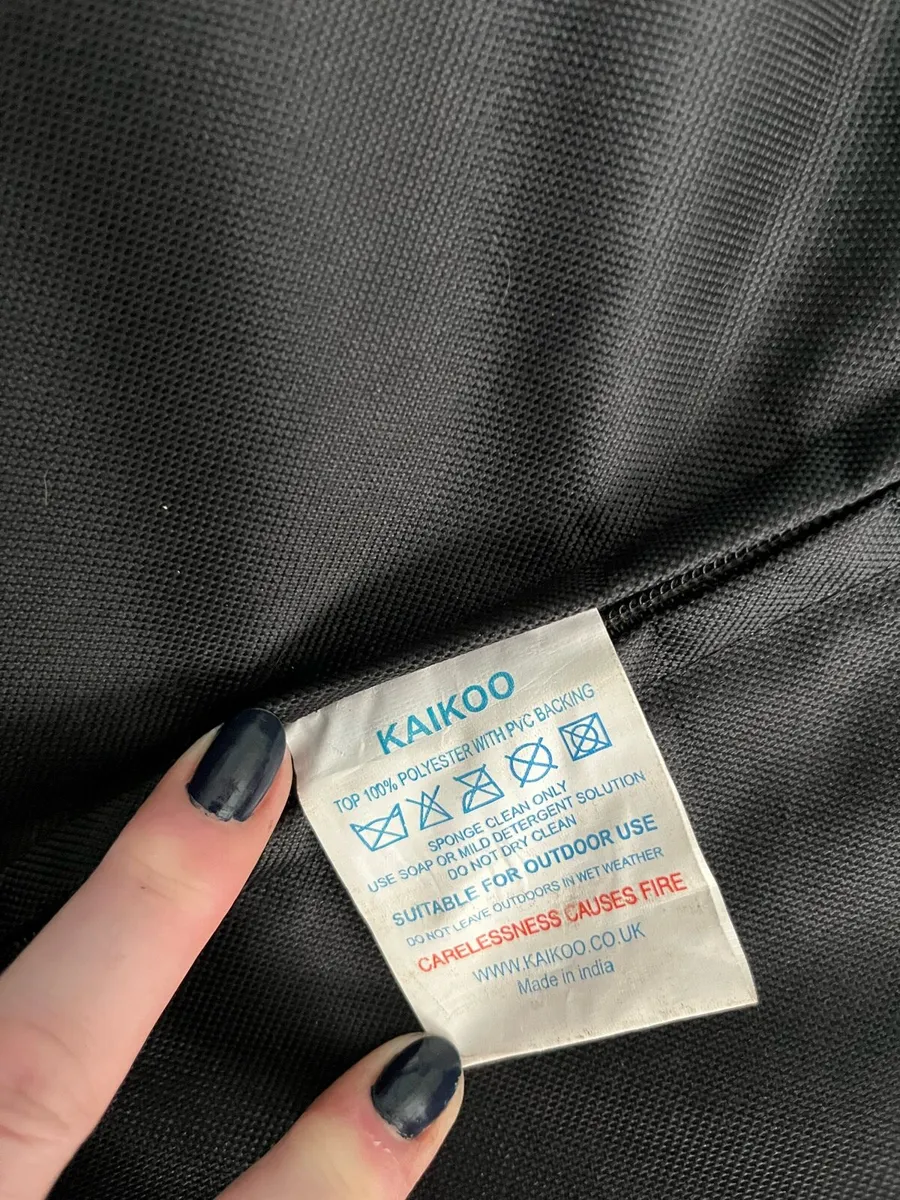 KAIKOO
TOP 100% POLYESTER WITH PVC BACKING
SPONGE CLEAN ONLY
USE SOAP OR MILD DETERGENT SOLUTION
DO NOT DRY CLEAN
SUITABLE FOR OUTDOOR USE
DO NOT LEAVE OUTDOORS IN WET WEATHER
CARELESSNESS CAUSES FIRE
WWW.KAIKOO.CO.UK
Made in india